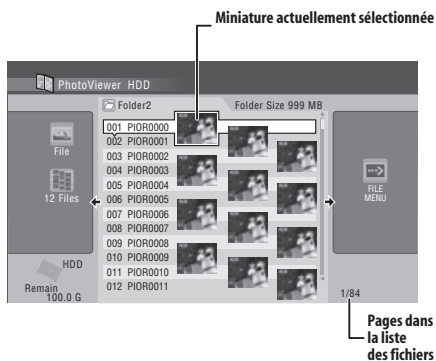 Miniature actuellement sélectionnée
PhotoViewer HDD
Folder2 Folder Size 999 MB
File
12 Files
001 PIOR0000
002 PIOR0001
003 PIOR0002
004 PIOR0003
005 PIOR0004
006 PIOR0005
007 PIOR0006
008 PIOR0007
009 PIOR0008
010 PIOR0009
011 PIOR0010
012 PIOR0011
FILE
MENU
HDD
Remain
100.0 G
1/84
Pages dans
la liste
des fichiers